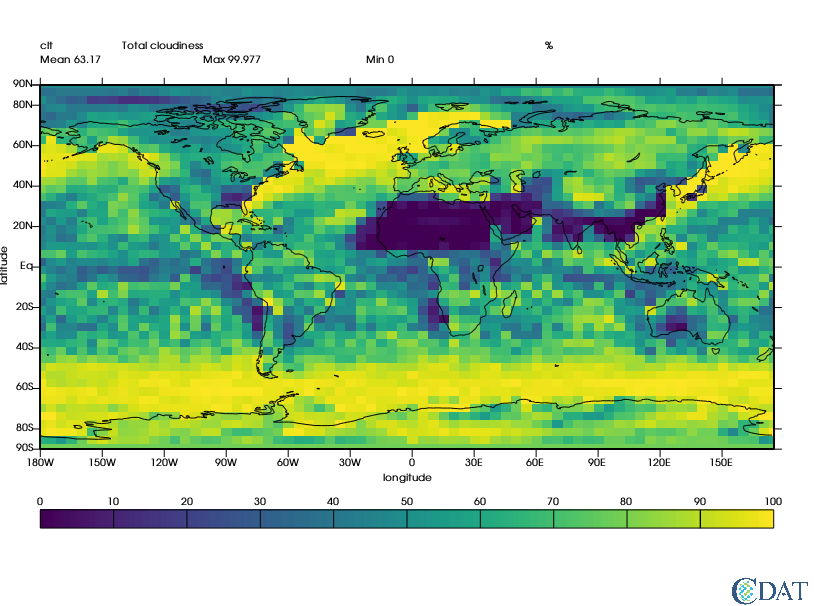 clt Total cloudiness %
Mean 63.17 Max 99.977 Min 0
90N
80N
60N
40N
20N
Eq
20S
40S
60S
80S
90S
latitude
180W 150W 120W 90W 60W 30W 0 30E 60E 90E 120E 150E
longitude
0 10 20 30 40 50 60 70 80 90 100
CDAT